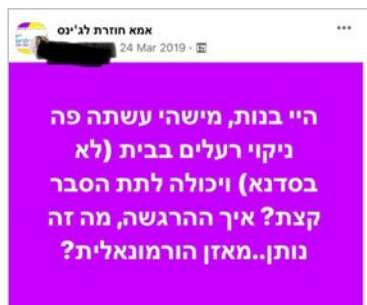 אמא חוזרת לג'ינס
24 Mar 2019 ·
היי בנות, מישהי עשתה פה
ניקוי רעלים בבית (לא
בסדנא) ויכולה לתת הסבר
קצת? איך ההרגשה, מה זה
נותן..מאזן הורמונאלית?